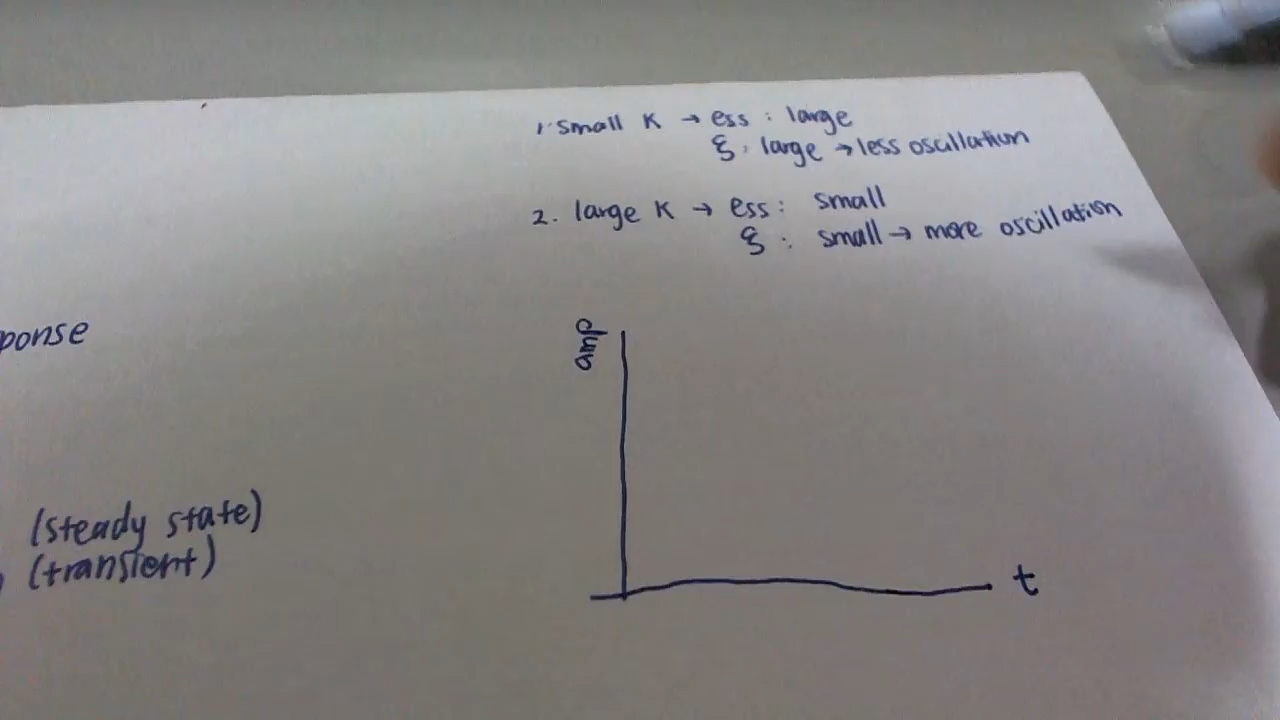 1. small K → ess : large
ξ : large → less oscillation
2. large K → ess : small
ξ : small → more oscillation
ponse
amp
(steady state)
(transient)
t